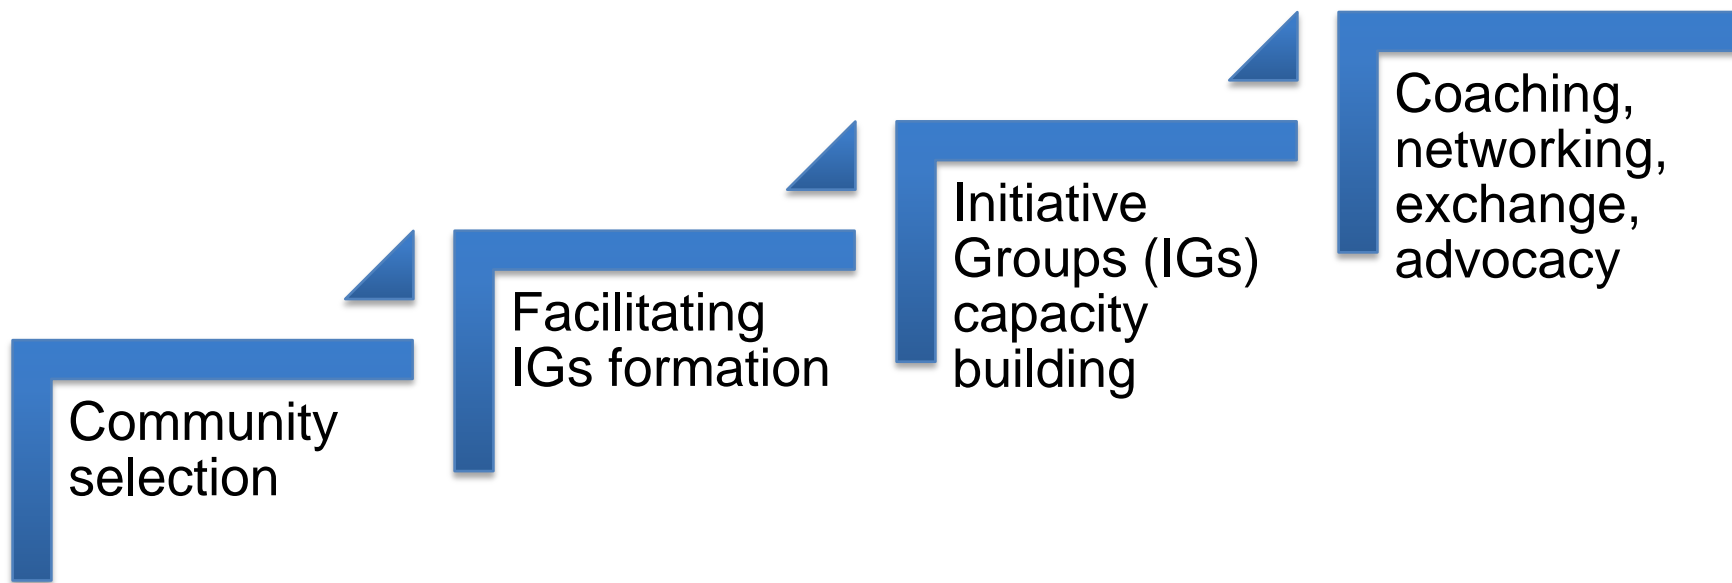 Community
selection
Facilitating
IGs formation
Initiative
Groups (IGs)
capacity
building
Coaching,
networking,
exchange,
advocacy